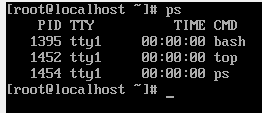 [root@localhost ~]# ps
  PID TTY          TIME CMD
 1395 tty1     00:00:00 bash
 1452 tty1     00:00:00 top
 1454 tty1     00:00:00 ps
[root@localhost ~]# _